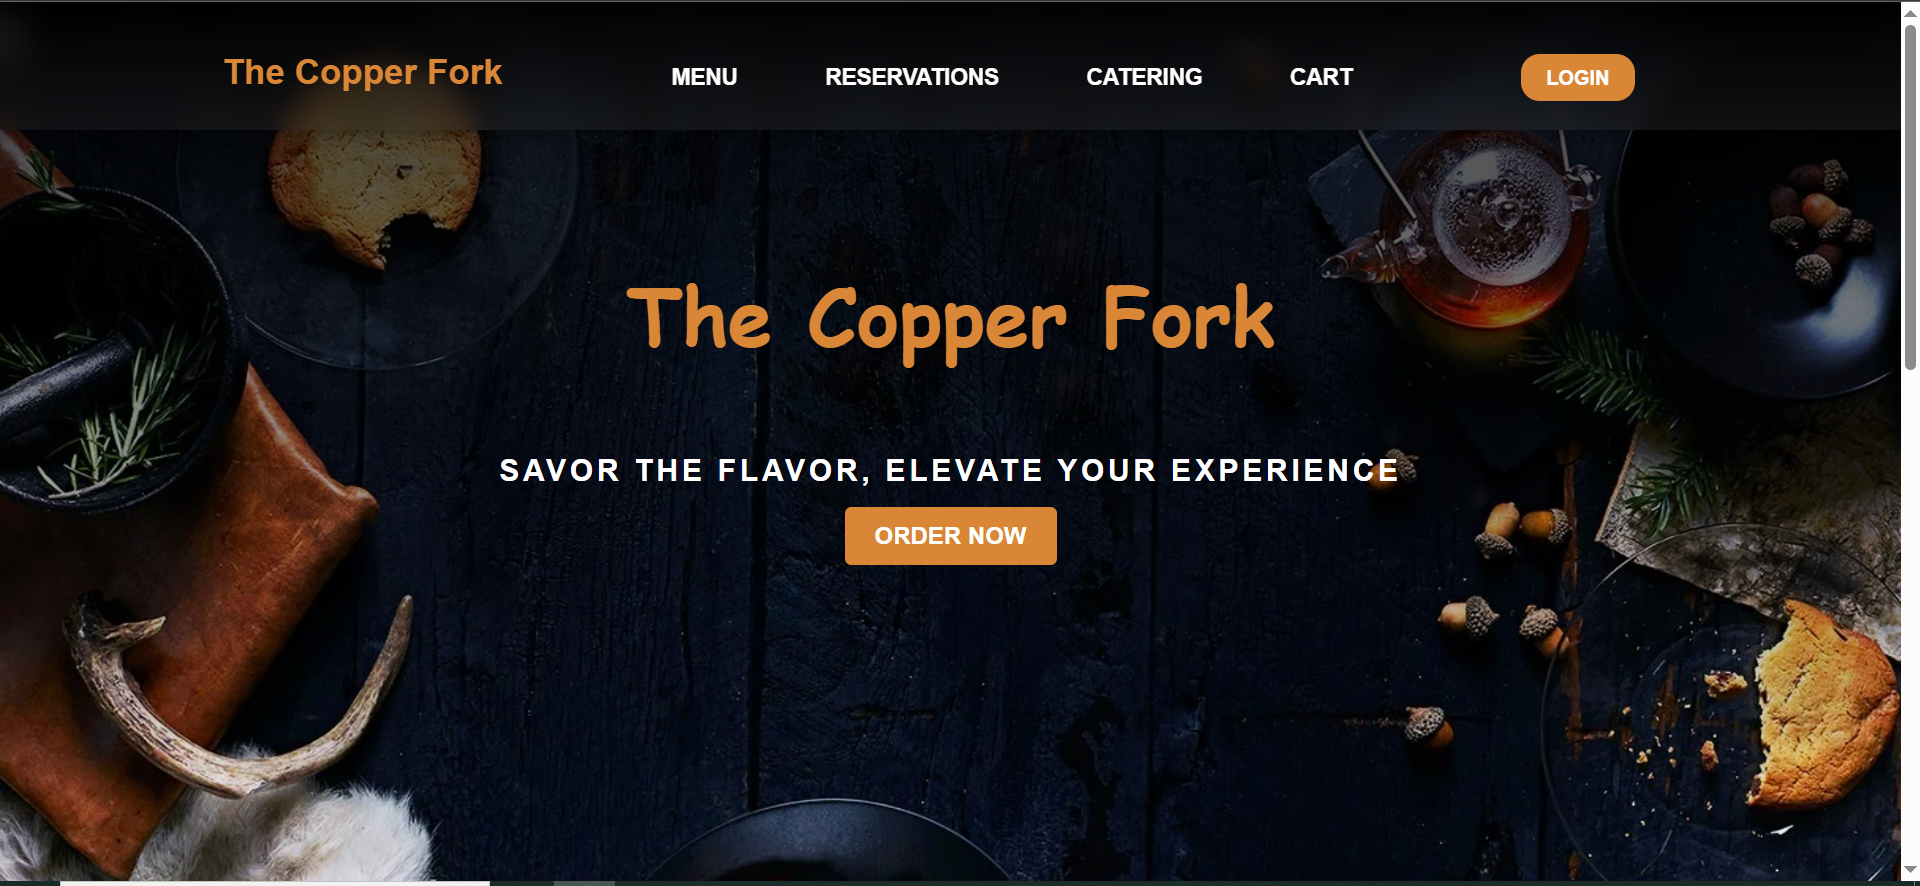 The Copper Fork
MENU
RESERVATIONS
CATERING
CART
LOGIN
The Copper Fork
SAVOR THE FLAVOR, ELEVATE YOUR EXPERIENCE
ORDER NOW